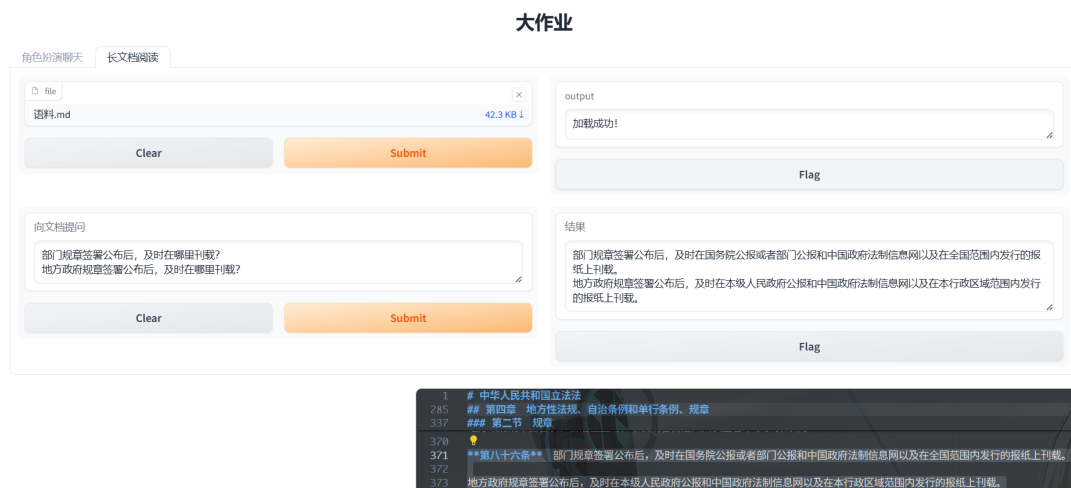 大作业
角色扮演聊天
长文档阅读
file
×
语料.md
42.3 KB↓
Clear
Submit
output
加载成功！
Flag
向文档提问
部门规章签署公布后，及时在哪里刊载？
地方政府规章签署公布后，及时在哪里刊载？
Clear
Submit
结果
部门规章签署公布后，及时在国务院公报或者部门公报和中国政府法制信息网以及在全国范围内发行的报
纸上刊载。
地方政府规章签署公布后，及时在本级人民政府公报和中国政府法制信息网以及在本行政区域范围内发行
的报纸上刊载。
Flag
1 # 中华人民共和国立法法
285 ## 第四章　地方性法规、自治条例和单行条例、规章
337 ### 第二节　规章
370
371 **第八十六条**　部门规章签署公布后，及时在国务院公报或者部门公报和中国政府法制信息网以及在全国范围内发行的报纸上刊载。
372
373 地方政府规章签署公布后，及时在本级人民政府公报和中国政府法制信息网以及在本行政区域范围内发行的报纸上刊载。